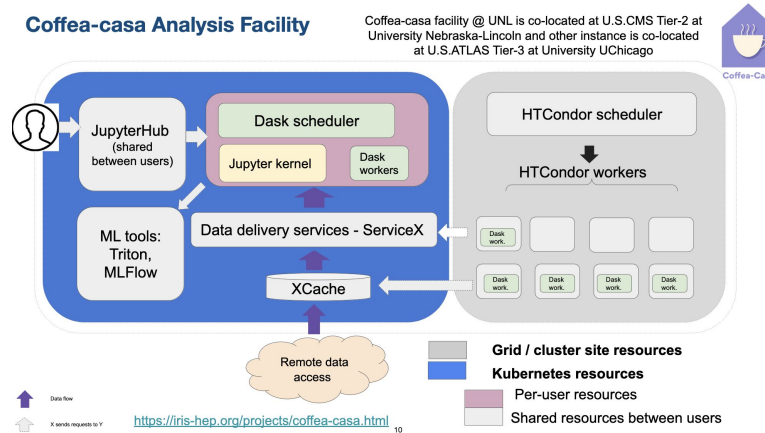 Coffea-casa Analysis Facility
Coffea-casa facility @ UNL is co-located at U.S.CMS Tier-2 at
University Nebraska-Lincoln and other instance is co-located
at U.S.ATLAS Tier-3 at University UChicago
Coffea-Ca
JupyterHub
(shared
between users)
Dask scheduler
Jupyter kernel
Dask
workers
ML tools:
Triton,
MLFlow
Data delivery services - ServiceX
XCache
Remote data
access
HTCondor scheduler
HTCondor workers
Dask
work.
Dask
work.
Dask
work.
Dask
work.
Dask
work.
Grid / cluster site resources
Kubernetes resources
Per-user resources
Shared resources between users
Data flow
X sends requests to Y
https://iris-hep.org/projects/coffea-casa.html
10